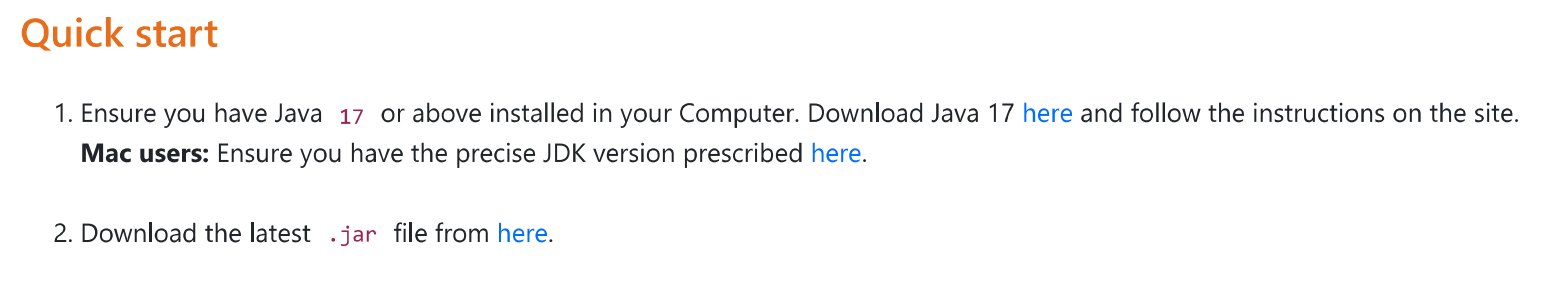 Quick start
1. Ensure you have Java 17 or above installed in your Computer. Download Java 17 here and follow the instructions on the site.
Mac users: Ensure you have the precise JDK version prescribed here.
2. Download the latest .jar file from here.